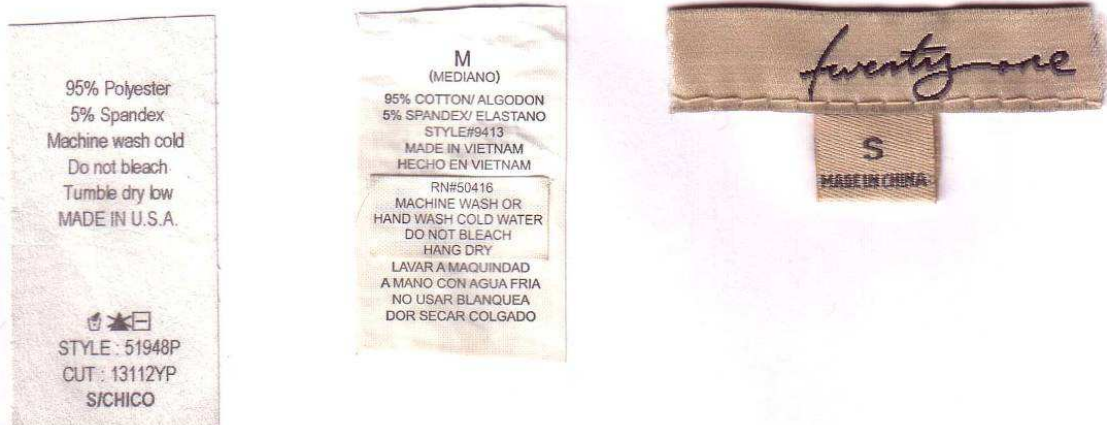 95% Polyester
5% Spandex
Machine wash cold
Do not bleach
Tumble dry low
MADE IN U.S.A.
STYLE : 51948P
CUT : 13112YP
S/CHICO
M
(MEDIANO)
95% COTTON/ ALGODON
5% SPANDEX/ ELASTANO
STYLE#9413
MADE IN VIETNAM
HECHO EN VIETNAM
RN#50416
MACHINE WASH OR
HAND WASH COLD WATER
DO NOT BLEACH
HANG DRY
LAVAR A MAQUINDAD
A MANO CON AGUA FRIA
NO USAR BLANQUEA
DOR SECAR COLGADO
twenty one
S
MADE IN CHINA